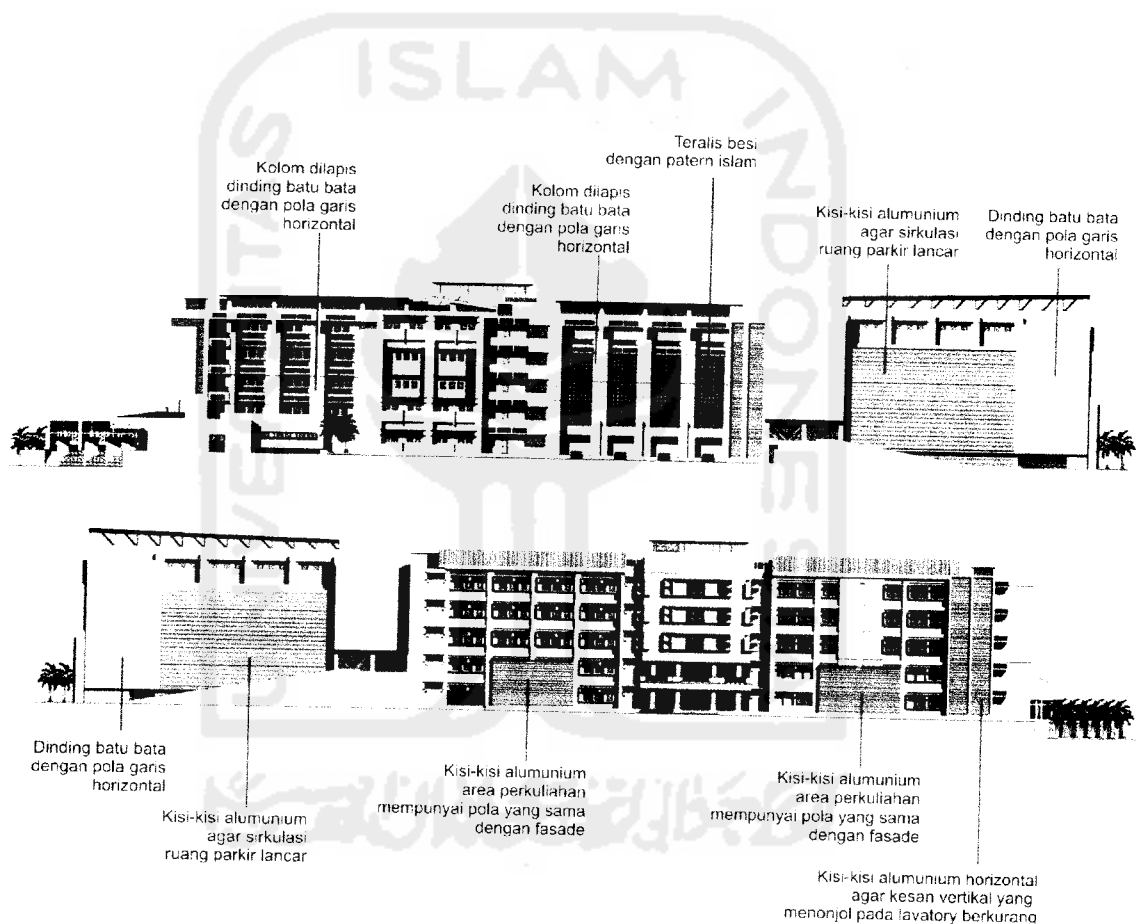 UNIVERSITAS
ISLAM
INDONESIA
Teralis besi
dengan patern islam
Kolom dilapis
dinding batu bata
dengan pola garis
horizontal
Kolom dilapis
dinding batu bata
dengan pola garis
horizontal
Kisi-kisi alumunium
agar sirkulasi
ruang parkir lancar
Dinding batu bata
dengan pola garis
horizontal
Dinding batu bata
dengan pola garis
horizontal
Kisi-kisi alumunium
agar sirkulasi
ruang parkir lancar
Kisi-kisi alumunium
area perkuliahan
mempunyai pola yang sama
dengan fasade
Kisi-kisi alumunium
area perkuliahan
mempunyai pola yang sama
dengan fasade
Kisi-kisi alumunium horizontal
agar kesan vertikal yang
menonjol pada lavatory berkurang